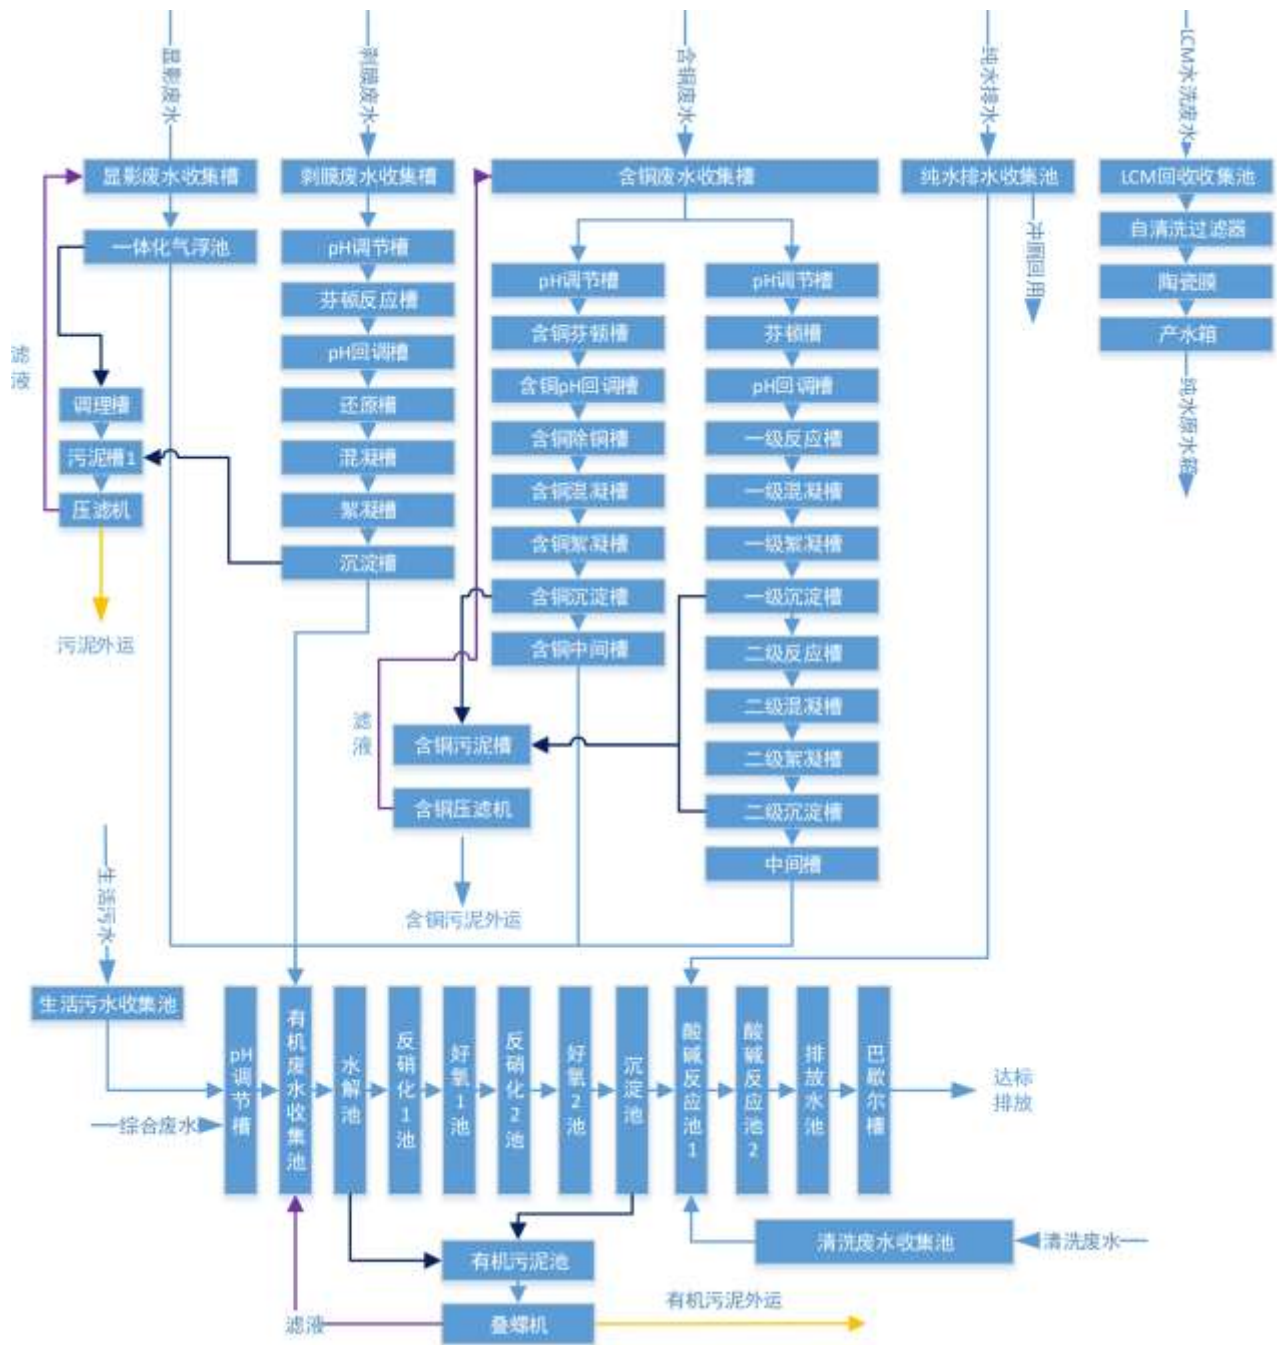 显影废水
剥膜废水
含铜废水
纯水排水
LCM水洗废水
显影废水收集槽
剥膜废水收集槽
含铜废水收集槽
纯水排水收集池
LCM回收收集池
一体化气浮池
pH调节槽
芬顿反应槽
pH回调槽
还原槽
混凝槽
絮凝槽
沉淀槽
pH调节槽
含铜芬顿槽
含铜pH回调槽
含铜除铜槽
含铜混凝槽
含铜絮凝槽
含铜沉淀槽
含铜中间槽
pH调节槽
芬顿槽
pH回调槽
一级反应槽
一级混凝槽
一级絮凝槽
一级沉淀槽
二级反应槽
二级混凝槽
二级絮凝槽
二级沉淀槽
中间槽
冲厕回用
自清洗过滤器
陶瓷膜
产水箱
纯水原水箱
滤液
调理槽
污泥槽1
压滤机
污泥外运
滤液
含铜污泥槽
含铜压滤机
含铜污泥外运
生活污水
生活污水收集池
综合废水
pH调节槽
有机废水收集池
水解池
反硝化1池
好氧1池
反硝化2池
好氧2池
沉淀池
酸碱反应池1
酸碱反应池2
排放水池
巴歇尔槽
达标
排放
清洗废水收集池
清洗废水
有机污泥池
叠螺机
滤液
有机污泥外运